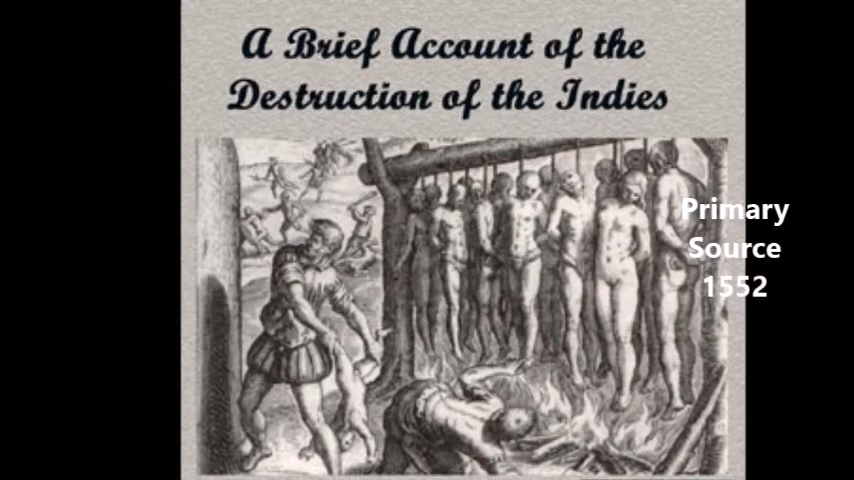 A Brief Account of the
Destruction of the Indies
Primary
Source
1552